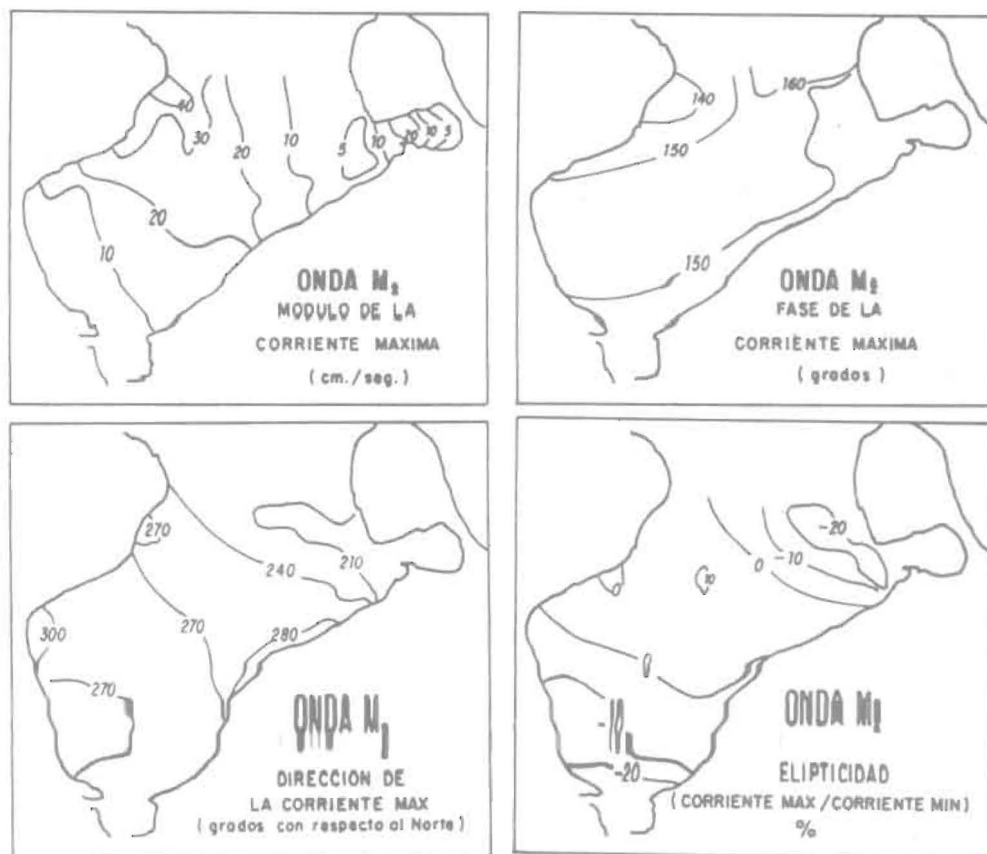 40
30
20
10
5
10
20
10
5
20
10
ONDA M₂
MODULO DE LA
CORRIENTE MAXIMA
(cm./seg.)
140
160
150
150
ONDA M₂
FASE DE LA
CORRIENTE MAXIMA
(grados)
270
240
210
300
270
280
270
ONDA M
DIRECCION DE
LA CORRIENTE MAX
(grados con respecto al Norte)
-20
-10
0
10
0
0
-10
-20
ONDA M
ELIPTICIDAD
(CORRIENTE MAX/CORRIENTE MIN)
%